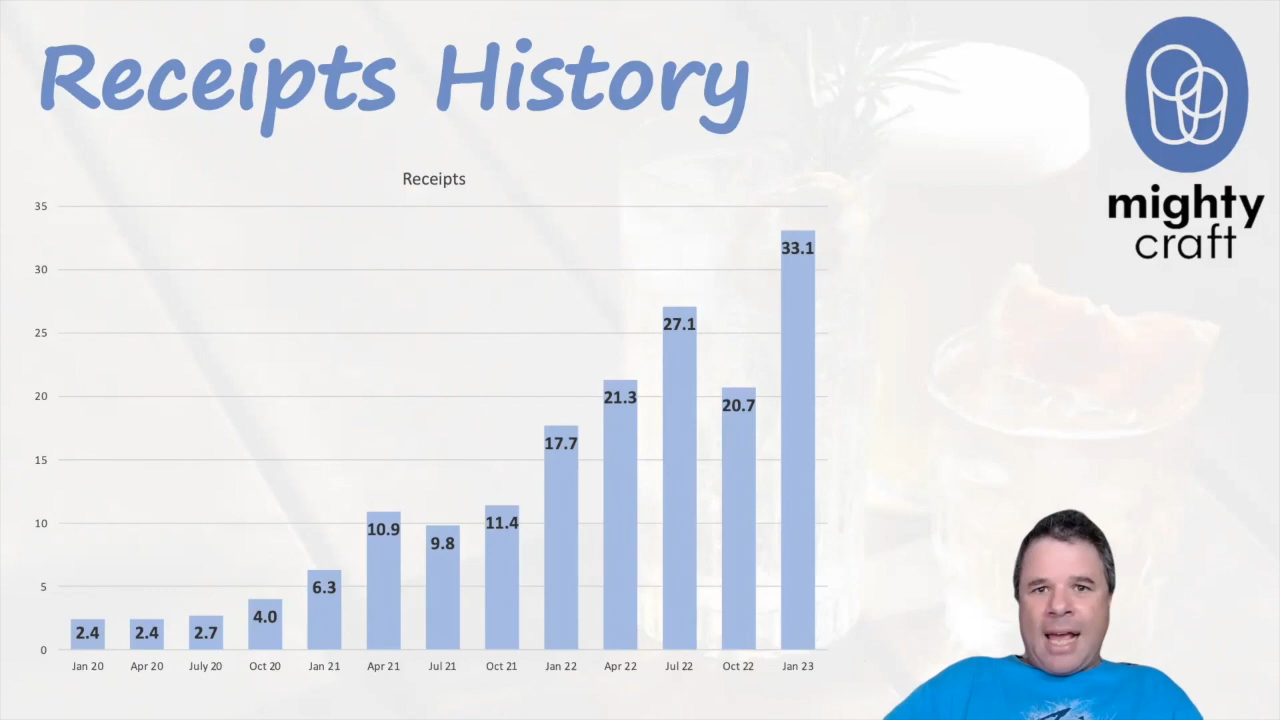 Receipts History
mighty
craft
Receipts
35
30
25
20
15
10
5
0
2.4
2.4
2.7
4.0
6.3
10.9
9.8
11.4
17.7
21.3
27.1
20.7
33.1
Jan 20
Apr 20
July 20
Oct 20
Jan 21
Apr 21
Jul 21
Oct 21
Jan 22
Apr 22
Jul 22
Oct 22
Jan 23